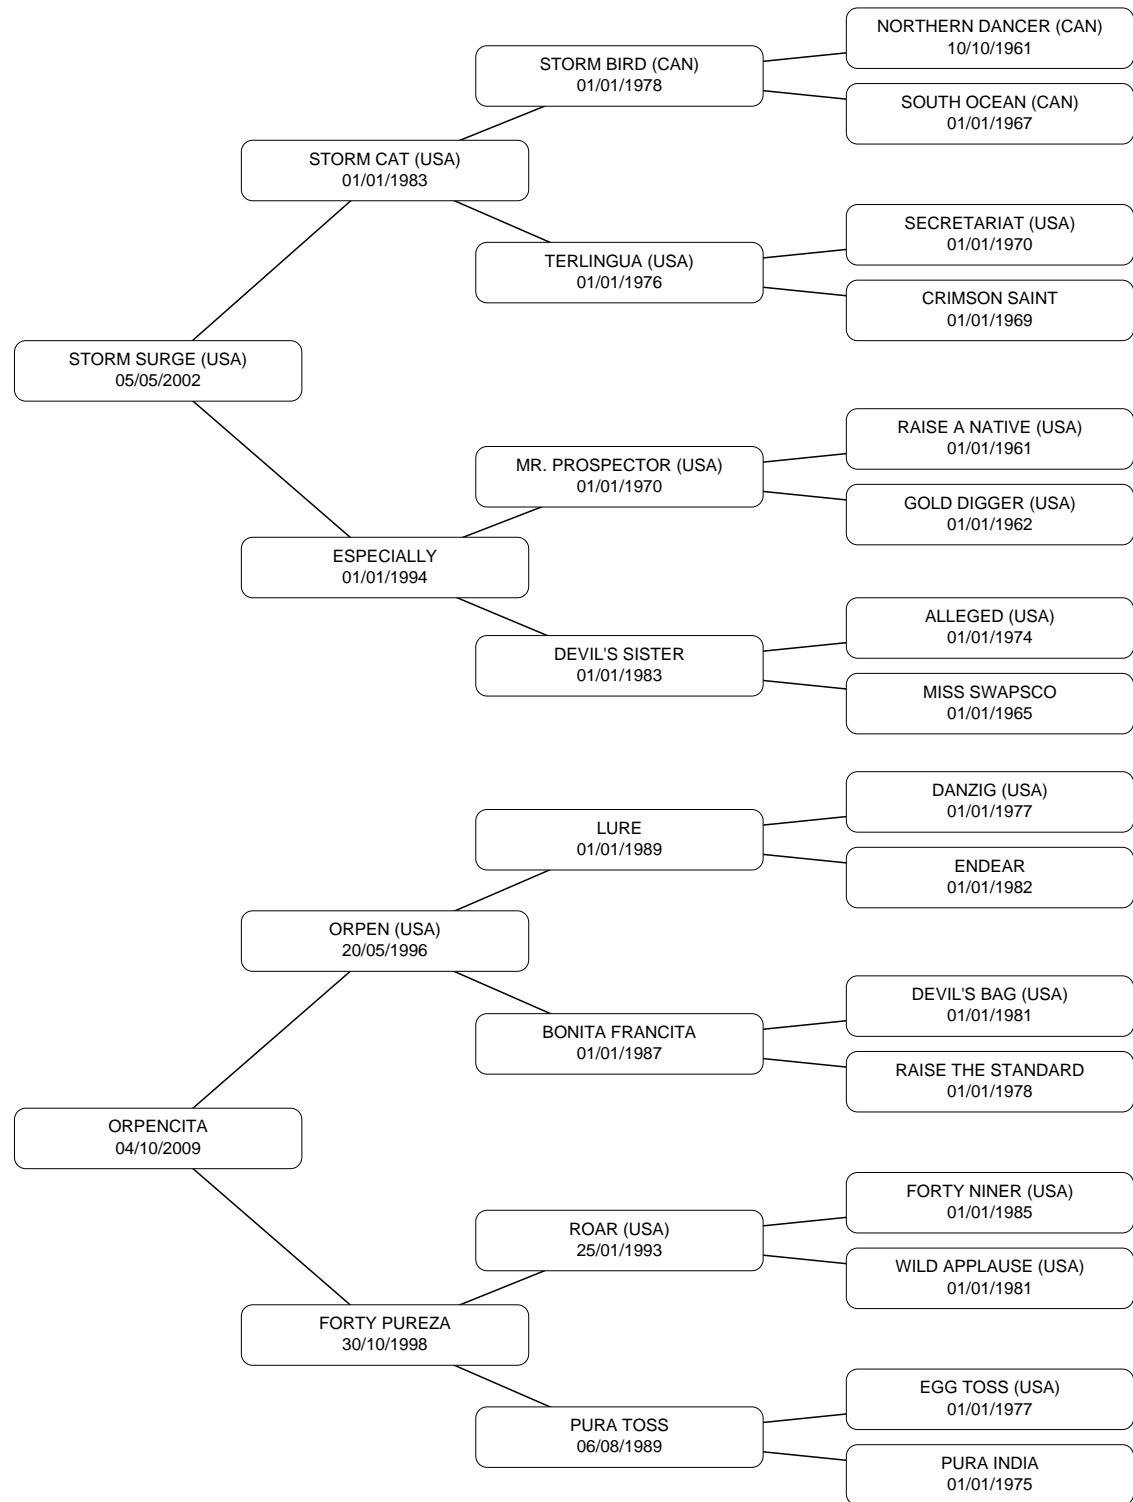 NORTHERN DANCER (CAN)
10/10/1961
STORM BIRD (CAN)
01/01/1978
SOUTH OCEAN (CAN)
01/01/1967
STORM CAT (USA)
01/01/1983
SECRETARIAT (USA)
01/01/1970
TERLINGUA (USA)
01/01/1976
CRIMSON SAINT
01/01/1969
STORM SURGE (USA)
05/05/2002
RAISE A NATIVE (USA)
01/01/1961
MR. PROSPECTOR (USA)
01/01/1970
GOLD DIGGER (USA)
01/01/1962
ESPECIALLY
01/01/1994
ALLEGED (USA)
01/01/1974
DEVIL'S SISTER
01/01/1983
MISS SWAPSCO
01/01/1965
DANZIG (USA)
01/01/1977
LURE
01/01/1989
ENDEAR
01/01/1982
ORPEN (USA)
20/05/1996
DEVIL'S BAG (USA)
01/01/1981
BONITA FRANCITA
01/01/1987
RAISE THE STANDARD
01/01/1978
ORPENCITA
04/10/2009
FORTY NINER (USA)
01/01/1985
ROAR (USA)
25/01/1993
WILD APPLAUSE (USA)
01/01/1981
FORTY PUREZA
30/10/1998
EGG TOSS (USA)
01/01/1977
PURA TOSS
06/08/1989
PURA INDIA
01/01/1975